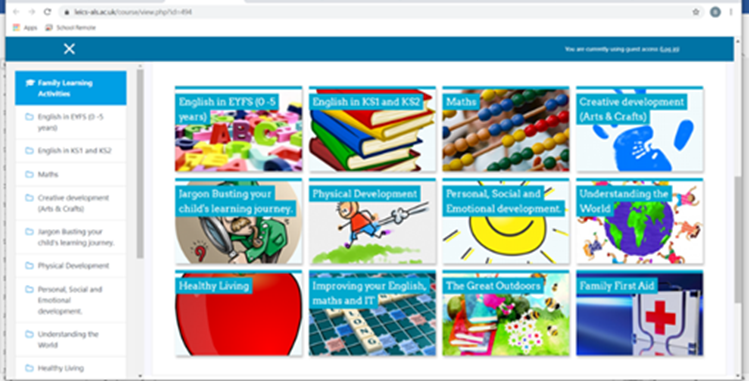 leics-als.ac.uk/course/view.php?id=494
Apps
School Remote
You are currently using guest access (Log in)
Family Learning
Activities
English in EYFS (0 -5
years)
English in KS1 and KS2
Maths
Creative development
(Arts & Crafts)
Jargon Busting your
child's learning journey.
Physical Development
Personal, Social and
Emotional
development.
Understanding the
World
Healthy Living
English in EYFS (0 -5
years)
English in KS1 and KS2
Maths
Creative development
(Arts & Crafts)
ABC
Jargon Busting your
child's learning journey.
Physical Development
Personal, Social and
Emotional development.
Understanding the
World
Healthy Living
Improving your English,
maths and IT
The Great Outdoors
Family First Aid